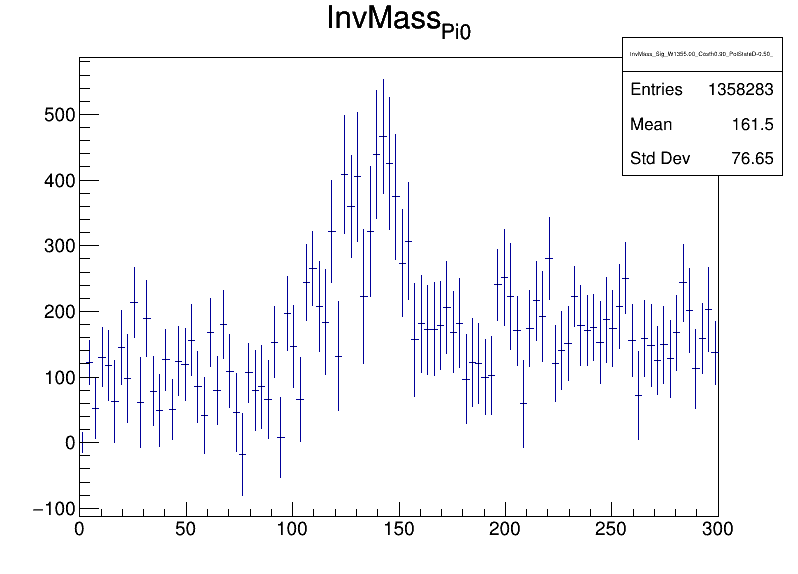 InvMass_Pi0
InvMass_Sig_W1355.00_Costh0.90_PolStateD-0.50_
Entries 1358283
Mean 161.5
Std Dev 76.65
500
400
300
200
100
0
−100
0 50 100 150 200 250 300